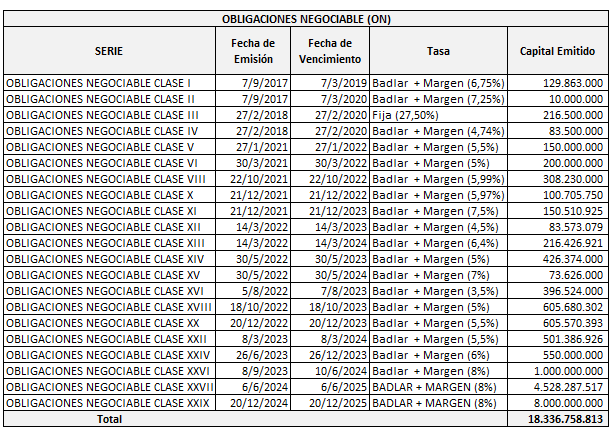 OBLIGACIONES NEGOCIABLE (ON)
SERIE Fecha de Emisión Fecha de Vencimiento Tasa Capital Emitido
OBLIGACIONES NEGOCIABLE CLASE I 7/9/2017 7/3/2019 Badlar + Margen (6,75%) 129.863.000
OBLIGACIONES NEGOCIABLE CLASE II 7/9/2017 7/3/2020 Badlar + Margen (7,25%) 10.000.000
OBLIGACIONES NEGOCIABLE CLASE III 27/2/2018 27/2/2020 Fija (27,50%) 216.500.000
OBLIGACIONES NEGOCIABLE CLASE IV 27/2/2018 27/2/2020 Badlar + Margen (4,74%) 83.500.000
OBLIGACIONES NEGOCIABLE CLASE V 27/1/2021 27/1/2022 Badlar + Margen (5,5%) 150.000.000
OBLIGACIONES NEGOCIABLE CLASE VI 30/3/2021 30/3/2022 Badlar + Margen (5%) 200.000.000
OBLIGACIONES NEGOCIABLE CLASE VIII 22/10/2021 22/10/2022 Badlar + Margen (5,99%) 308.230.000
OBLIGACIONES NEGOCIABLE CLASE X 21/12/2021 21/12/2022 Badlar + Margen (5,97%) 100.705.750
OBLIGACIONES NEGOCIABLE CLASE XI 21/12/2021 21/12/2023 Badlar + Margen (7,5%) 150.510.925
OBLIGACIONES NEGOCIABLE CLASE XII 14/3/2022 14/3/2023 Badlar + Margen (4,5%) 83.573.079
OBLIGACIONES NEGOCIABLE CLASE XIII 14/3/2022 14/3/2024 Badlar + Margen (6,4%) 216.426.921
OBLIGACIONES NEGOCIABLE CLASE XIV 30/5/2022 30/5/2023 Badlar + Margen (5%) 426.374.000
OBLIGACIONES NEGOCIABLE CLASE XV 30/5/2022 30/5/2024 Badlar + Margen (7%) 73.626.000
OBLIGACIONES NEGOCIABLE CLASE XVI 5/8/2022 7/8/2023 Badlar + Margen (3,5%) 396.524.000
OBLIGACIONES NEGOCIABLE CLASE XVIII 18/10/2022 18/10/2023 Badlar + Margen (5%) 605.680.302
OBLIGACIONES NEGOCIABLE CLASE XX 20/12/2022 20/12/2023 Badlar + Margen (5,5%) 605.570.393
OBLIGACIONES NEGOCIABLE CLASE XXII 8/3/2023 8/3/2024 Badlar + Margen (5,5%) 501.386.926
OBLIGACIONES NEGOCIABLE CLASE XXIV 26/6/2023 26/12/2023 Badlar + Margen (6%) 550.000.000
OBLIGACIONES NEGOCIABLE CLASE XXVI 8/9/2023 10/6/2024 Badlar + Margen (8%) 1.000.000.000
OBLIGACIONES NEGOCIABLE CLASE XXVII 6/6/2024 6/6/2025 BADLAR + MARGEN (8%) 4.528.287.517
OBLIGACIONES NEGOCIABLE CLASE XXIX 20/12/2024 20/12/2025 BADLAR + MARGEN (8%) 8.000.000.000
Total 18.336.758.813